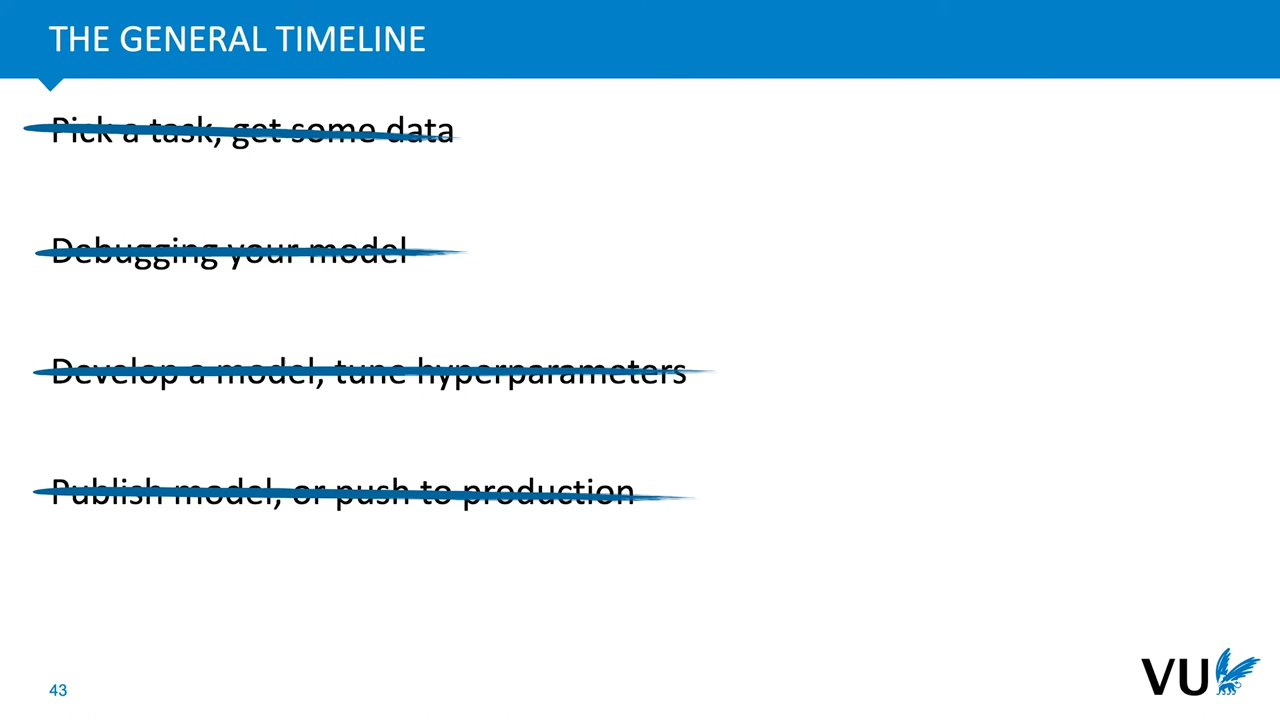 THE GENERAL TIMELINE
Pick a task, get some data
Debugging your model
Develop a model, tune hyperparameters
Publish model, or push to production
43
VU